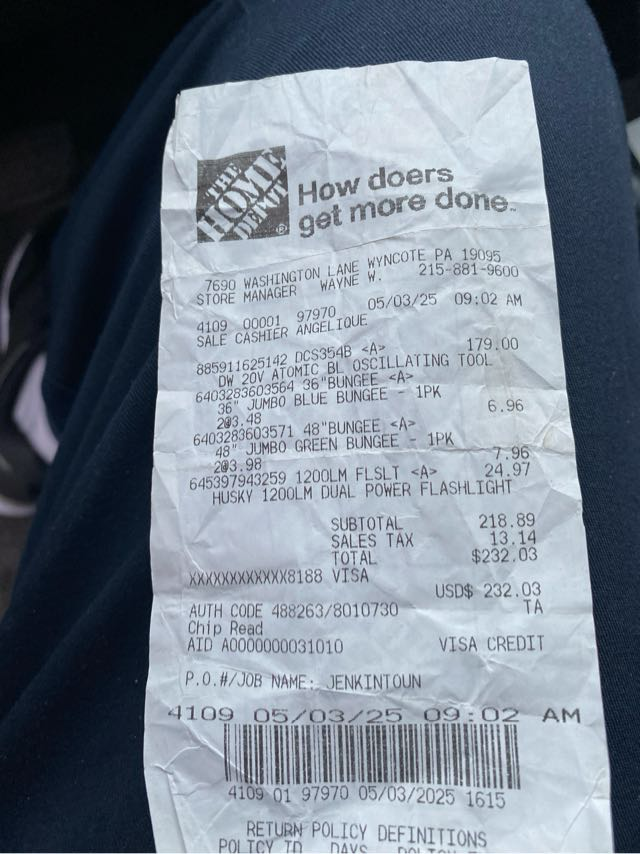 THE
HOME
DEPOT
How doers
get more done.™
7690 WASHINGTON LANE WYNCOTE PA 19095
STORE MANAGER WAYNE W. 215-881-9600
4109 00001 97970 05/03/25 09:02 AM
SALE CASHIER ANGELIQUE
885911625142 DCS354B <A> 179.00
DW 20V ATOMIC BL OSCILLATING TOOL
6403283603564 36"BUNGEE <A>
36" JUMBO BLUE BUNGEE - 1PK
2@3.48 6.96
6403283603571 48"BUNGEE <A>
48" JUMBO GREEN BUNGEE - 1PK
2@3.98 7.96
645397943259 1200LM FLSLT <A> 24.97
HUSKY 1200LM DUAL POWER FLASHLIGHT
SUBTOTAL 218.89
SALES TAX 13.14
TOTAL $232.03
XXXXXXXXXXXX8188 VISA
USD$ 232.03
AUTH CODE 488263/8010730 TA
Chip Read
AID A0000000031010 VISA CREDIT
P.O.#/JOB NAME: JENKINTOUN
4109 05/03/25 09:02 AM
4109 01 97970 05/03/2025 1615
RETURN POLICY DEFINITIONS
POLICY ID DAYS